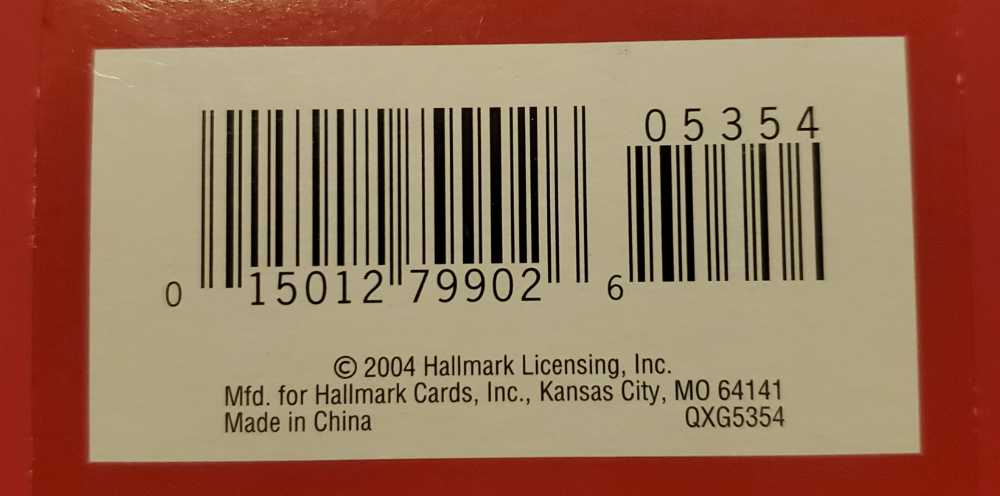 05354
0 15012 79902 6
© 2004 Hallmark Licensing, Inc.
Mfd. for Hallmark Cards, Inc., Kansas City, MO 64141
Made in China QXG5354